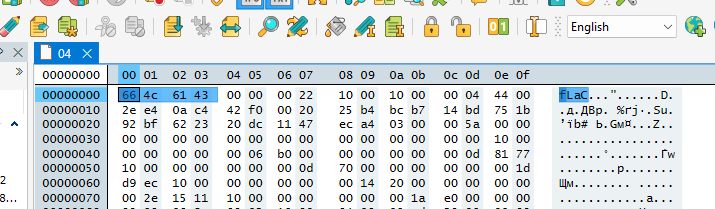 English
04
00000000 00 01 02 03 04 05 06 07 08 09 0a 0b 0c 0d 0e 0f
00000000 66 4c 61 43 00 00 00 22 10 00 10 00 00 04 44 00 fLaC..."......D.
00000010 2e e4 0a c4 42 f0 00 20 25 b4 bc b7 14 bd 75 1b .д.ДBр. %ґј·.Ѕu.
00000020 92 bf 62 23 20 dc 11 47 ec a4 03 00 00 5a 00 00 ’їb# Ь.Gм¤...Z..
00000030 00 00 00 00 00 00 00 00 00 00 00 00 00 00 10 00 ................
00000040 00 00 00 00 00 06 b0 00 00 00 00 00 00 0d 81 77 ......°.......Ѓw
00000050 10 00 00 00 00 0d 70 00 00 00 00 00 00 00 00 1d ......p.........
00000060 d9 ec 10 00 00 00 00 00 00 14 20 00 00 00 00 00 Щм........ .....
00000070 00 2e 15 11 10 00 00 00 00 00 1a e0 00 00 00 00 ...........а....